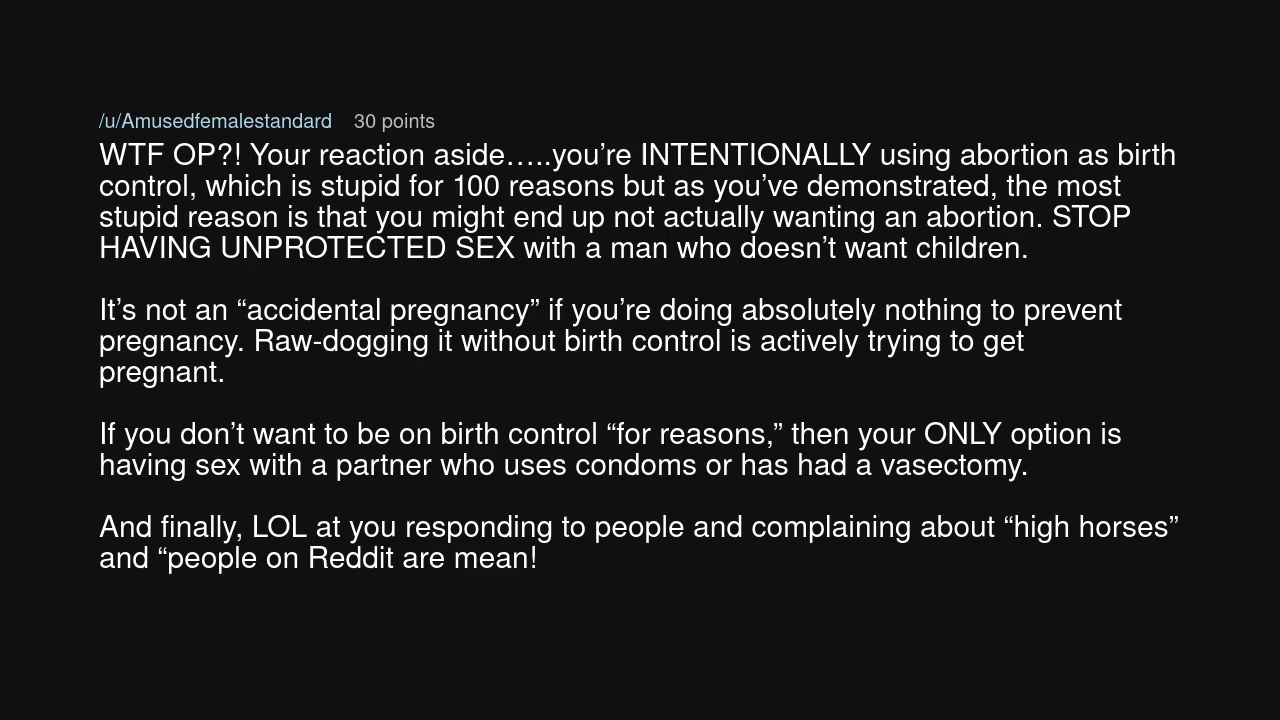 /u/Amusedfemalestandard 30 points
WTF OP?! Your reaction aside…..you’re INTENTIONALLY using abortion as birth
control, which is stupid for 100 reasons but as you’ve demonstrated, the most
stupid reason is that you might end up not actually wanting an abortion. STOP
HAVING UNPROTECTED SEX with a man who doesn’t want children.
It’s not an “accidental pregnancy” if you’re doing absolutely nothing to prevent
pregnancy. Raw-dogging it without birth control is actively trying to get
pregnant.
If you don’t want to be on birth control “for reasons,” then your ONLY option is
having sex with a partner who uses condoms or has had a vasectomy.
And finally, LOL at you responding to people and complaining about “high horses”
and “people on Reddit are mean!